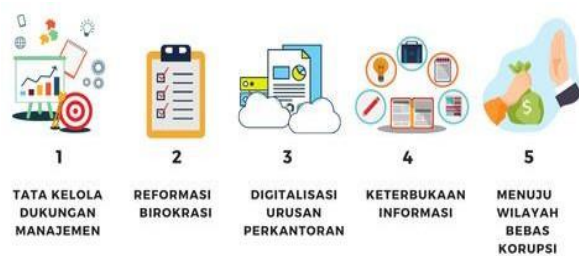 1
TATA KELOLA
DUKUNGAN
MANAJEMEN
2
REFORMASI
BIROKRASI
3
DIGITALISASI
URUSAN
PERKANTORAN
4
KETERBUKAAN
INFORMASI
5
MENUJU
WILAYAH
BEBAS
KORUPSI